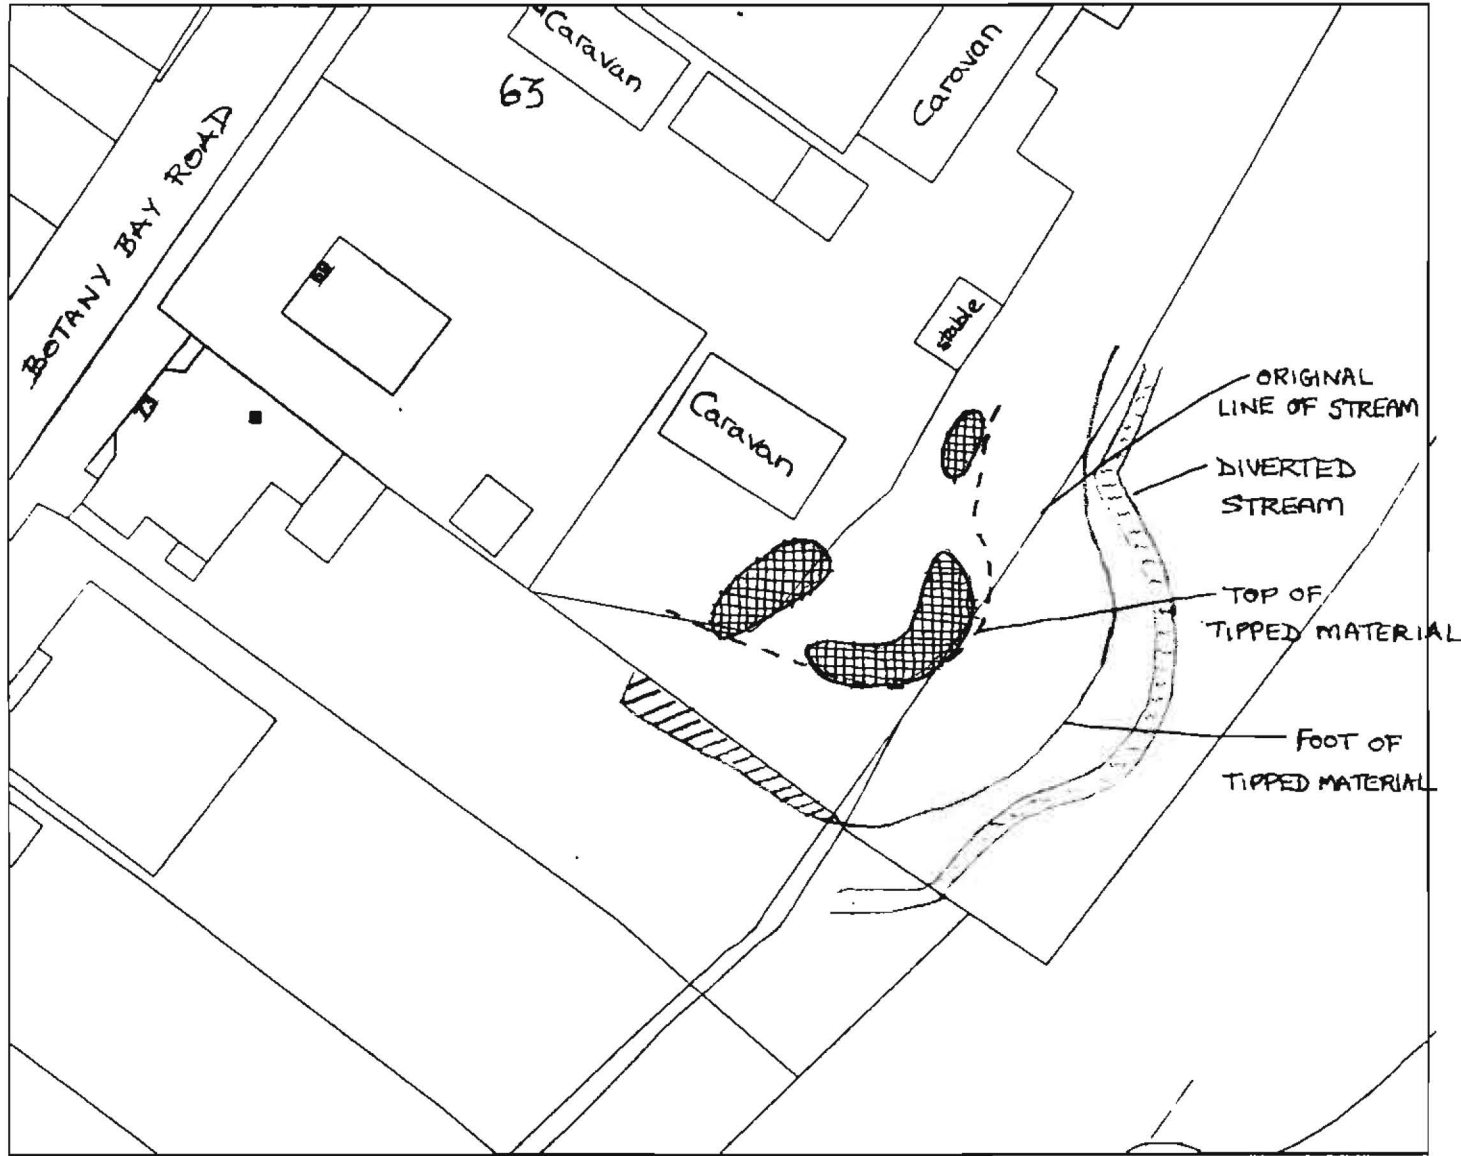 Caravan
Caravan
63
BOTANY BAY ROAD
stable
73
Caravan
ORIGINAL
LINE OF STREAM
DIVERTED
STREAM
TOP OF
TIPPED MATERIAL
FOOT OF
TIPPED MATERIAL